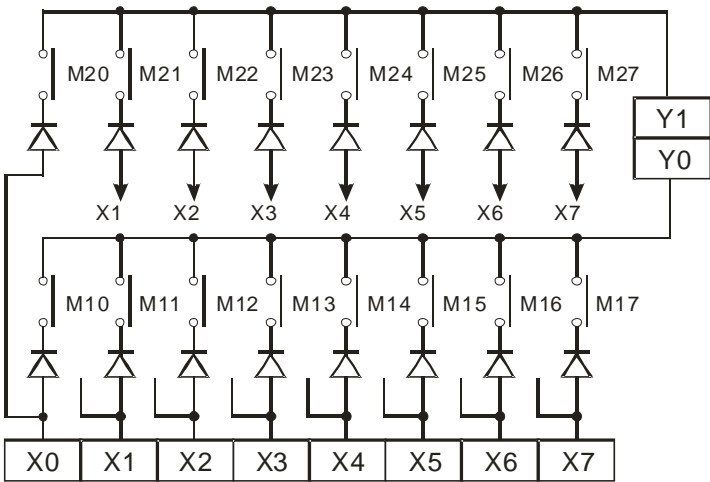 M20 M21 M22 M23 M24 M25 M26 M27
Y1
Y0
X1 X2 X3 X4 X5 X6 X7
M10 M11 M12 M13 M14 M15 M16 M17
X0 X1 X2 X3 X4 X5 X6 X7